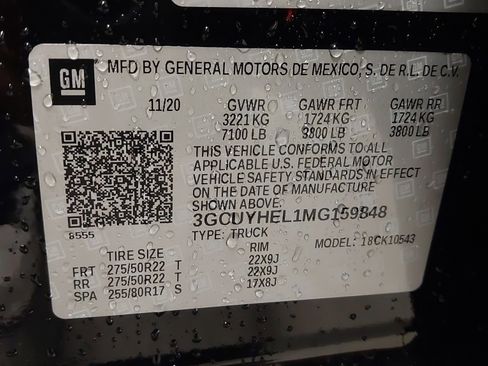 GM MFD BY GENERAL MOTORS DE MEXICO, S. DE R.L. DE C.V.
11/20 GVWR GAWR FRT GAWR RR
3221 KG 1724 KG 1724 KG
7100 LB 3800 LB 3800 LB
THIS VEHICLE CONFORMS TO ALL
APPLICABLE U.S. FEDERAL MOTOR
VEHICLE SAFETY STANDARDS IN EFFECT
ON THE DATE OF MANUFACTURE
SHOWN ABOVE.
3GCUYHEL1MG159848
8555 TYPE: TRUCK MODEL: 18CK10543
TIRE SIZE RIM
FRT 275/50R22 T 22X9J
RR 275/50R22 T 22X9J
SPA 255/80R17 S 17X8J